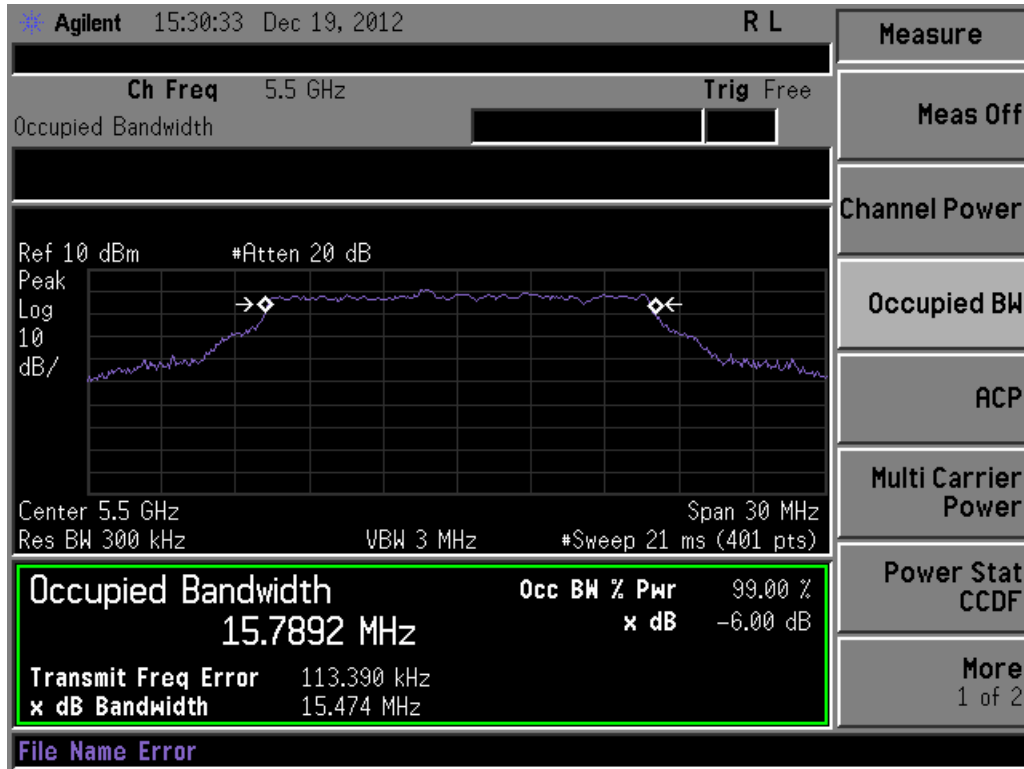 Agilent 15:30:33 Dec 19, 2012 R L
Measure
Ch Freq 5.5 GHz Trig Free
Occupied Bandwidth
Meas Off
Channel Power
Occupied BW
ACP
Multi Carrier
Power
Power Stat
CCDF
More
1 of 2
Ref 10 dBm #Atten 20 dB
Peak
Log
10
dB/
Center 5.5 GHz Span 30 MHz
Res BW 300 kHz VBW 3 MHz #Sweep 21 ms (401 pts)
Occupied Bandwidth Occ BW % Pwr 99.00 %
15.7892 MHz x dB -6.00 dB
Transmit Freq Error 113.390 kHz
x dB Bandwidth 15.474 MHz
File Name Error